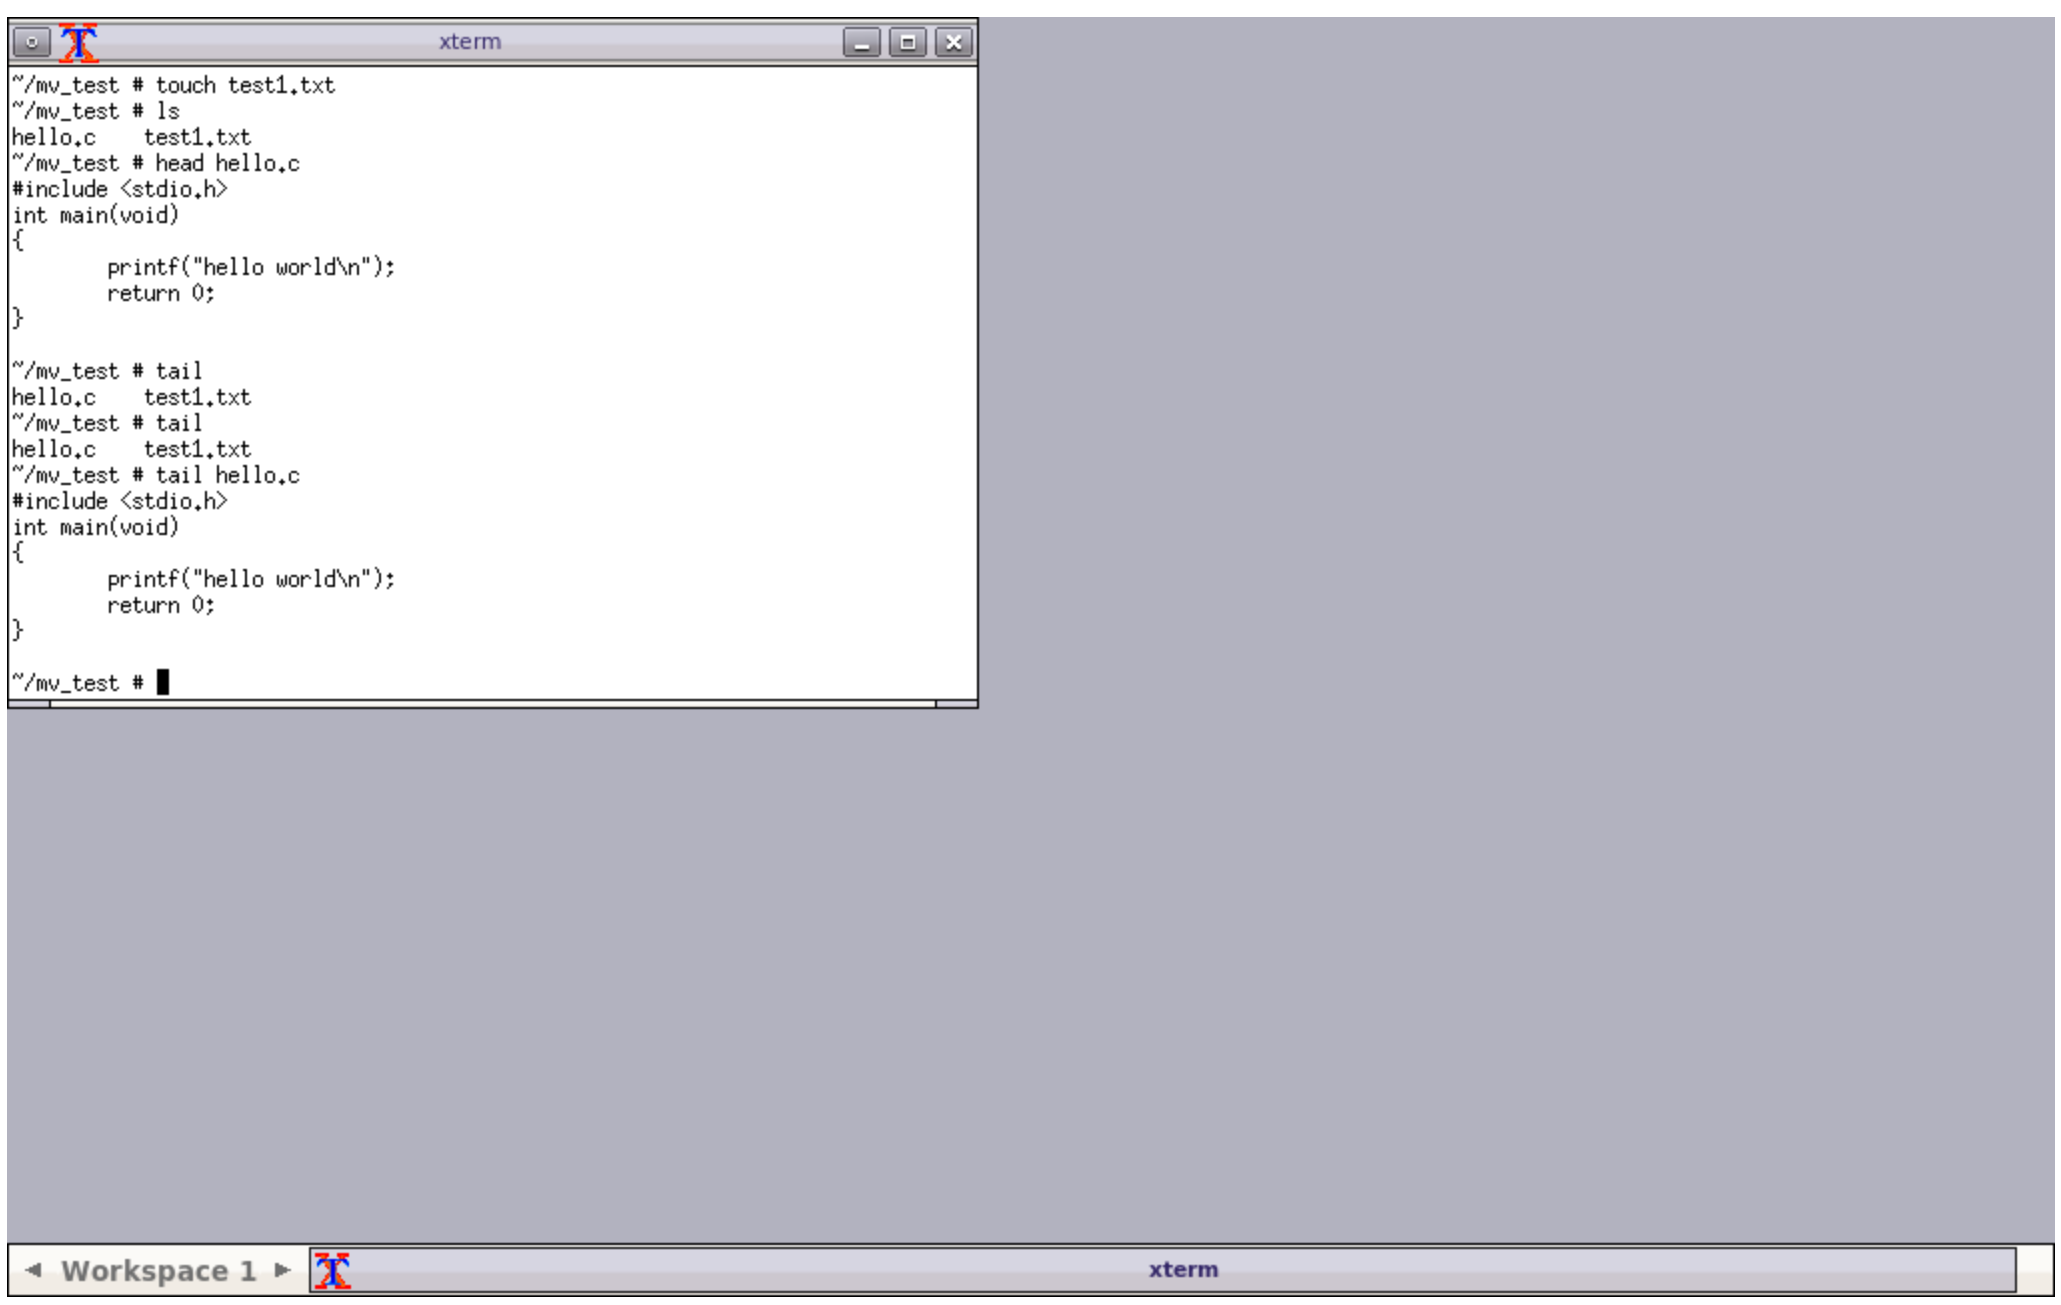 xterm
~/mv_test # touch test1.txt
~/mv_test # ls
hello.c    test1.txt
~/mv_test # head hello.c
#include <stdio.h>
int main(void)
{
        printf("hello world\n");
        return 0;
}
~/mv_test # tail
hello.c    test1.txt
~/mv_test # tail
hello.c    test1.txt
~/mv_test # tail hello.c
#include <stdio.h>
int main(void)
{
        printf("hello world\n");
        return 0;
}
~/mv_test #
Workspace 1
xterm